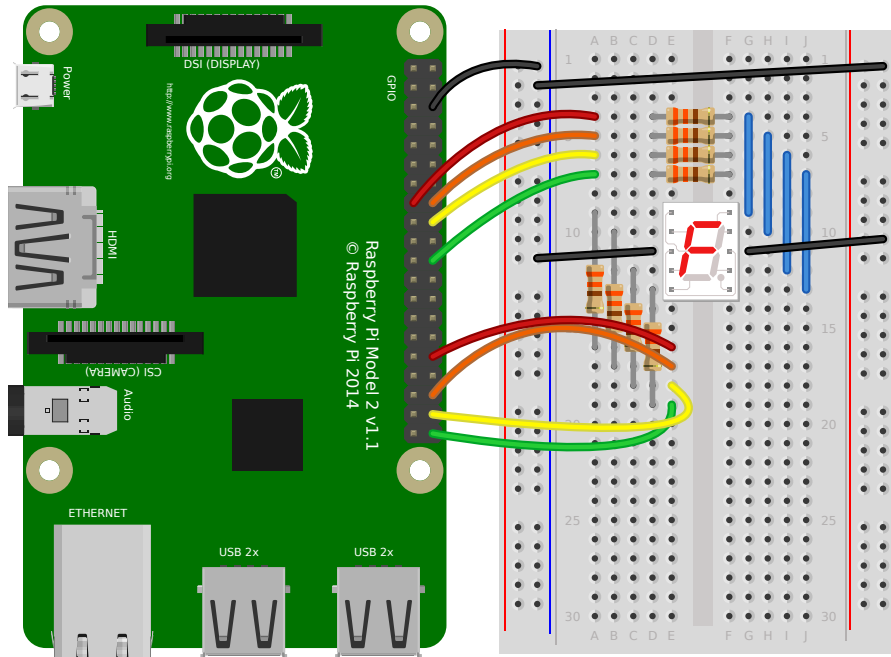 DSI (DISPLAY)
Power
http://www.raspberrypi.org
TM
GPIO
HDMI
Raspberry Pi Model 2 v1.1
© Raspberry Pi 2014
CSI (CAMERA)
Audio
ETHERNET
USB 2x
USB 2x
A B C D E F G H I J
1 1
5
10 10
15 15
20 20
25 25
30 30
A B C D E F G H I J